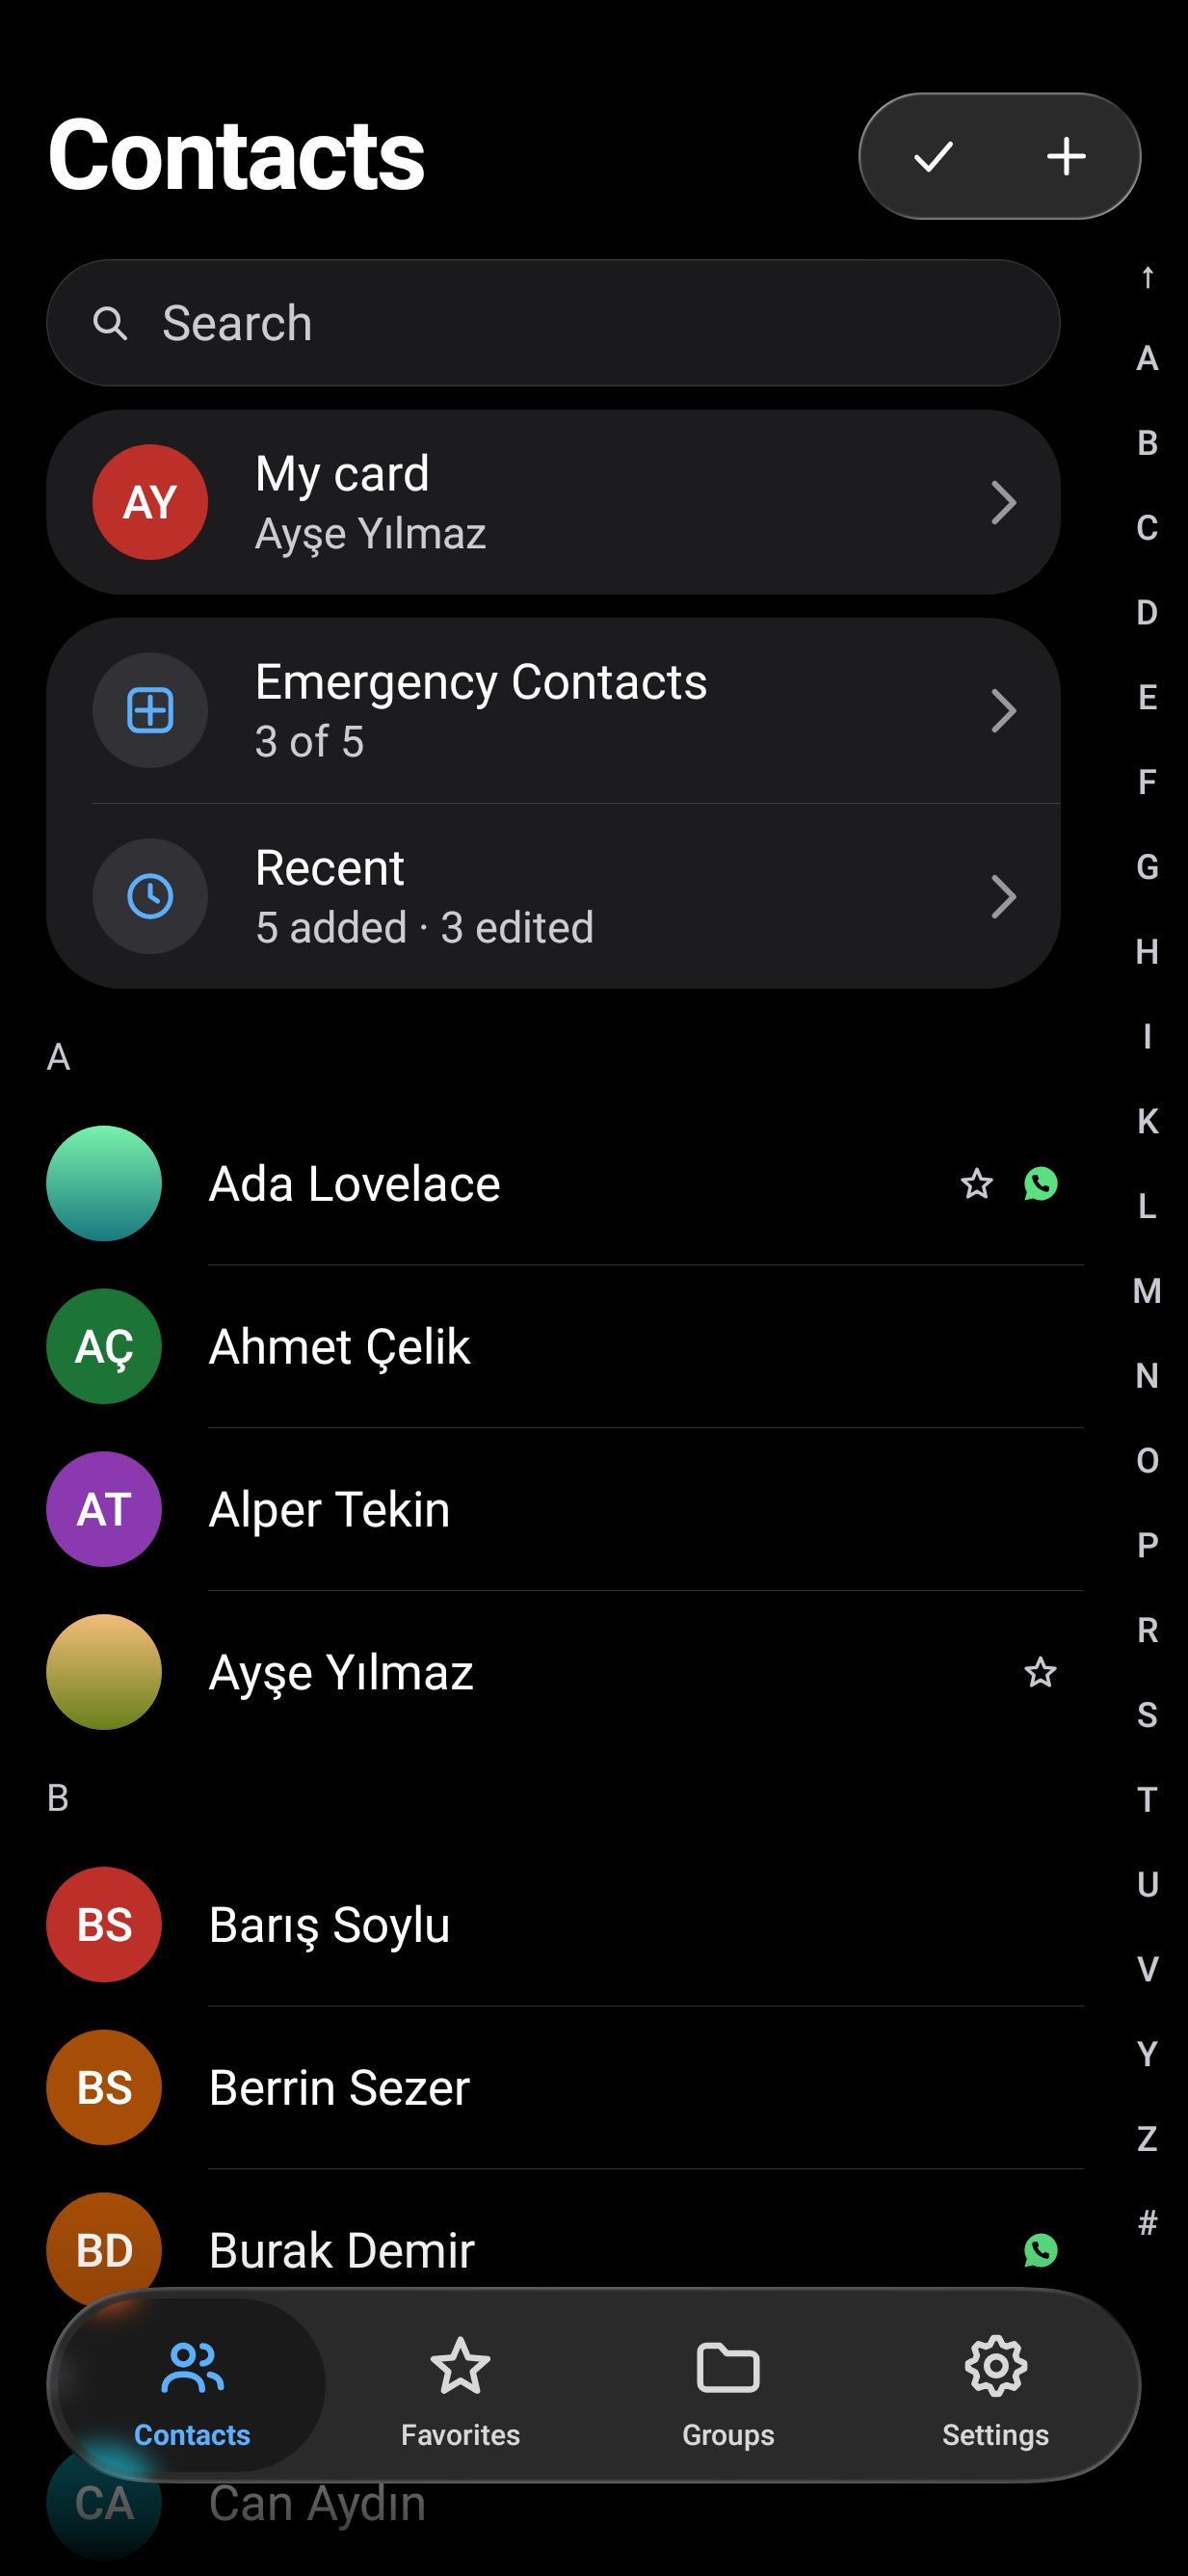 Contacts
Search
AY
My card
Ayşe Yılmaz
Emergency Contacts
3 of 5
Recent
5 added · 3 edited
A
Ada Lovelace
AÇ
Ahmet Çelik
AT
Alper Tekin
Ayşe Yılmaz
B
BS
Barış Soylu
BS
Berrin Sezer
BD
Burak Demir
CA
Can Aydın
Contacts
Favorites
Groups
Settings
↑
A
B
C
D
E
F
G
H
I
K
L
M
N
O
P
R
S
T
U
V
Y
Z
#